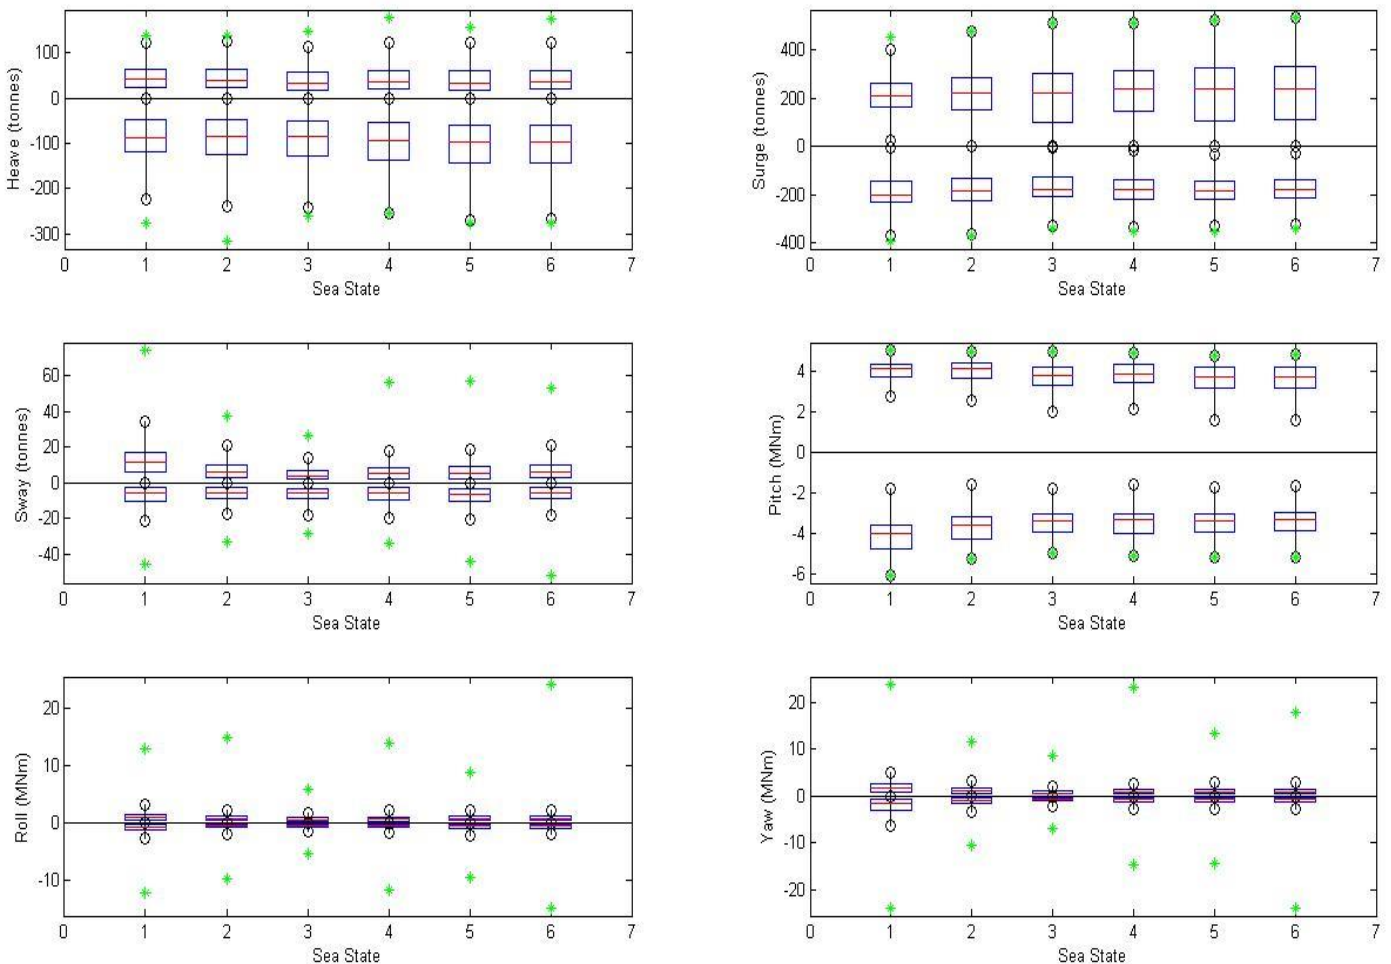 Heave (tonnes)
100
0
-100
-200
-300
0 1 2 3 4 5 6 7
Sea State
Surge (tonnes)
400
200
0
-200
-400
0 1 2 3 4 5 6 7
Sea State
Sway (tonnes)
60
40
20
0
-20
-40
0 1 2 3 4 5 6 7
Sea State
Pitch (MNm)
4
2
0
-2
-4
-6
0 1 2 3 4 5 6 7
Sea State
Roll (MNm)
20
10
0
-10
0 1 2 3 4 5 6 7
Sea State
Yaw (MNm)
20
10
0
-10
-20
0 1 2 3 4 5 6 7
Sea State